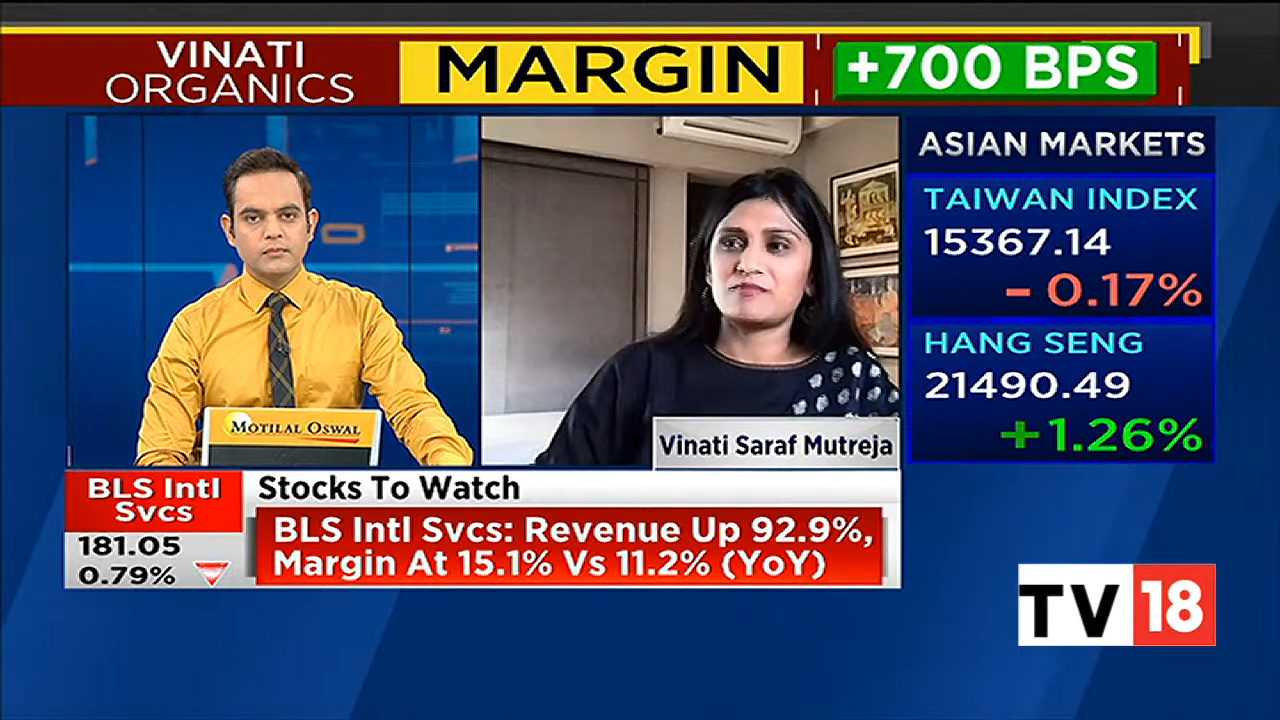 VINATI
ORGANICS
MARGIN
+700 BPS
ASIAN MARKETS
TAIWAN INDEX
15367.14
- 0.17%
HANG SENG
21490.49
+1.26%
MOTILAL OSWAL
Vinati Saraf Mutreja
BLS Intl
Svcs
181.05
0.79%
Stocks To Watch
BLS Intl Svcs: Revenue Up 92.9%,
Margin At 15.1% Vs 11.2% (YoY)
TV18